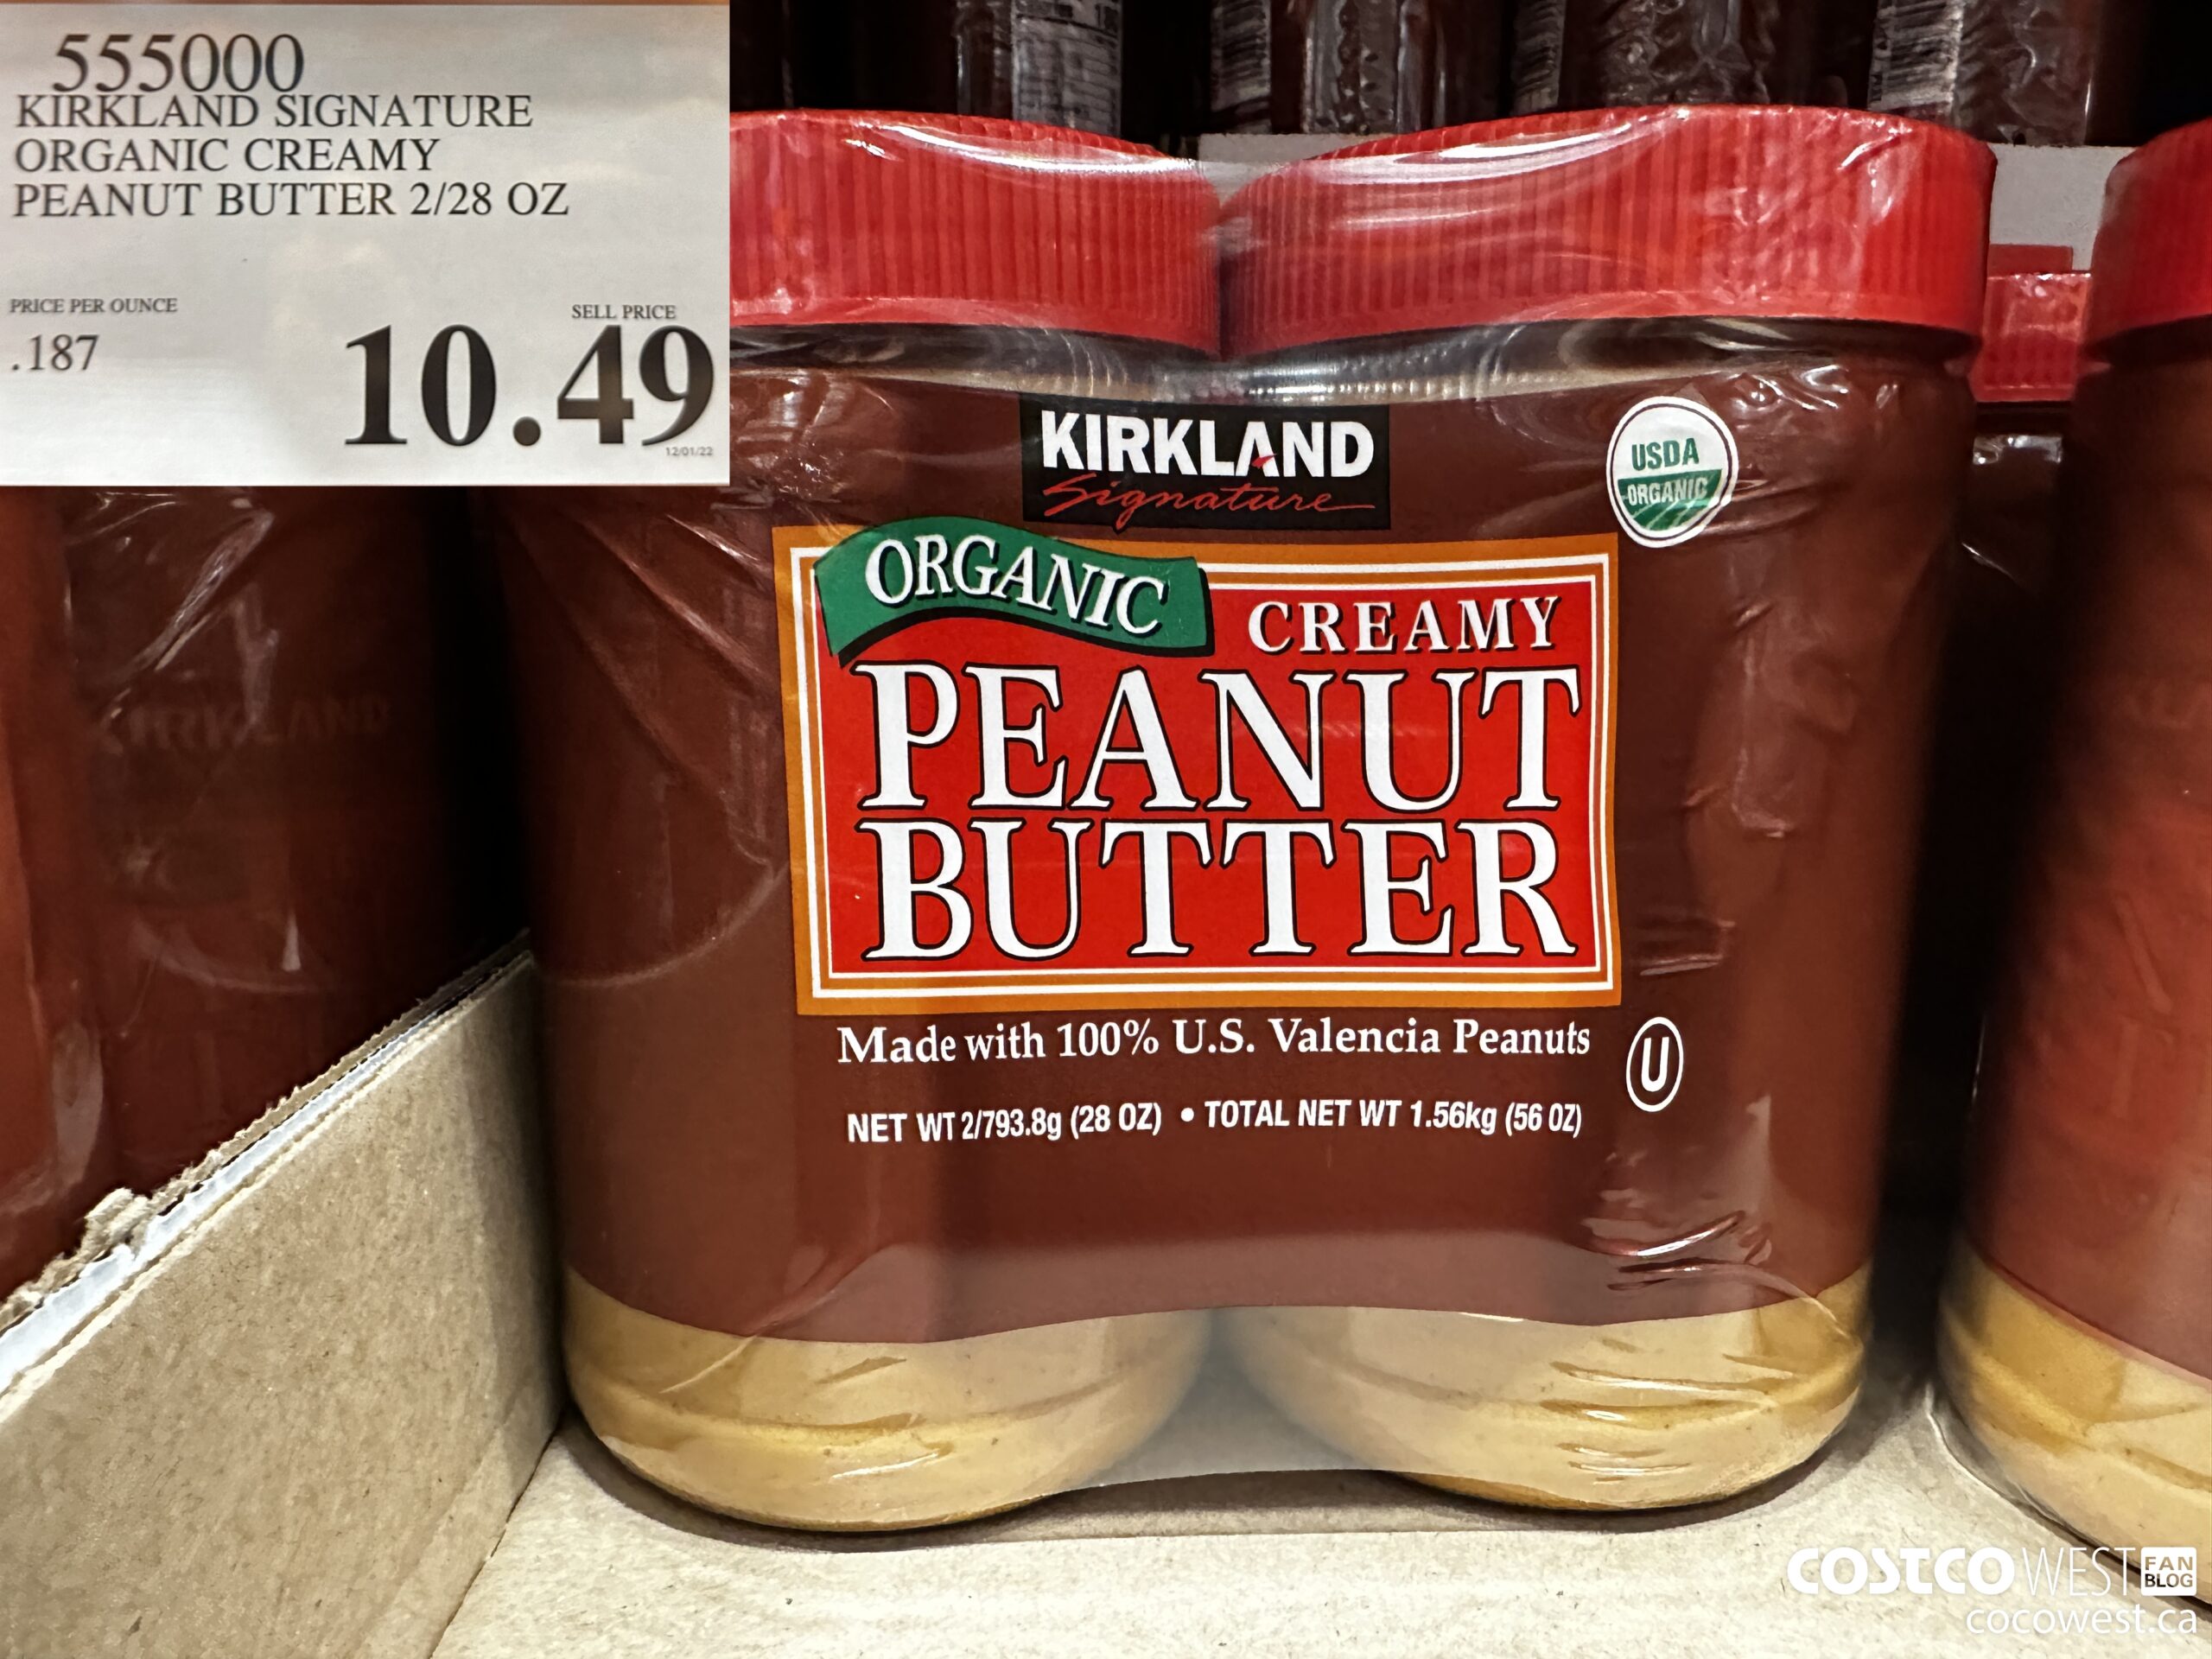 555000
KIRKLAND SIGNATURE
ORGANIC CREAMY
PEANUT BUTTER 2/28 OZ
PRICE PER OUNCE
.187
SELL PRICE
10.49
12/01/22
KIRKLAND
Signature
USDA
ORGANIC
ORGANIC
CREAMY
PEANUT
BUTTER
Made with 100% U.S. Valencia Peanuts
U
NET WT 2/793.8g (28 OZ) • TOTAL NET WT 1.56kg (56 OZ)
KIRKLAND
COSTCO WEST FAN BLOG
cocowest.ca